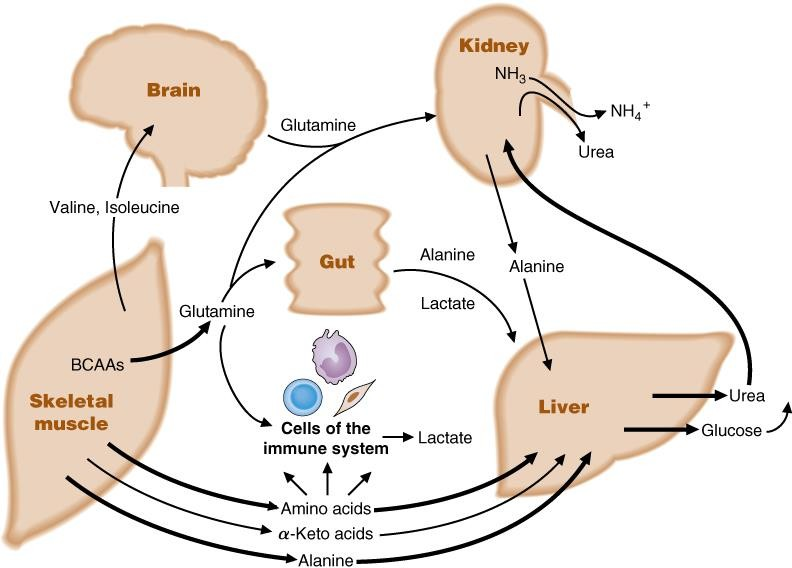 Kidney
NH₃
NH₄⁺
Urea
Brain
Glutamine
Valine, Isoleucine
Gut
Alanine
Lactate
Alanine
Glutamine
BCAAs
Skeletal
muscle
Cells of the
immune system
Lactate
Liver
Urea
Glucose
Amino acids
α-Keto acids
Alanine